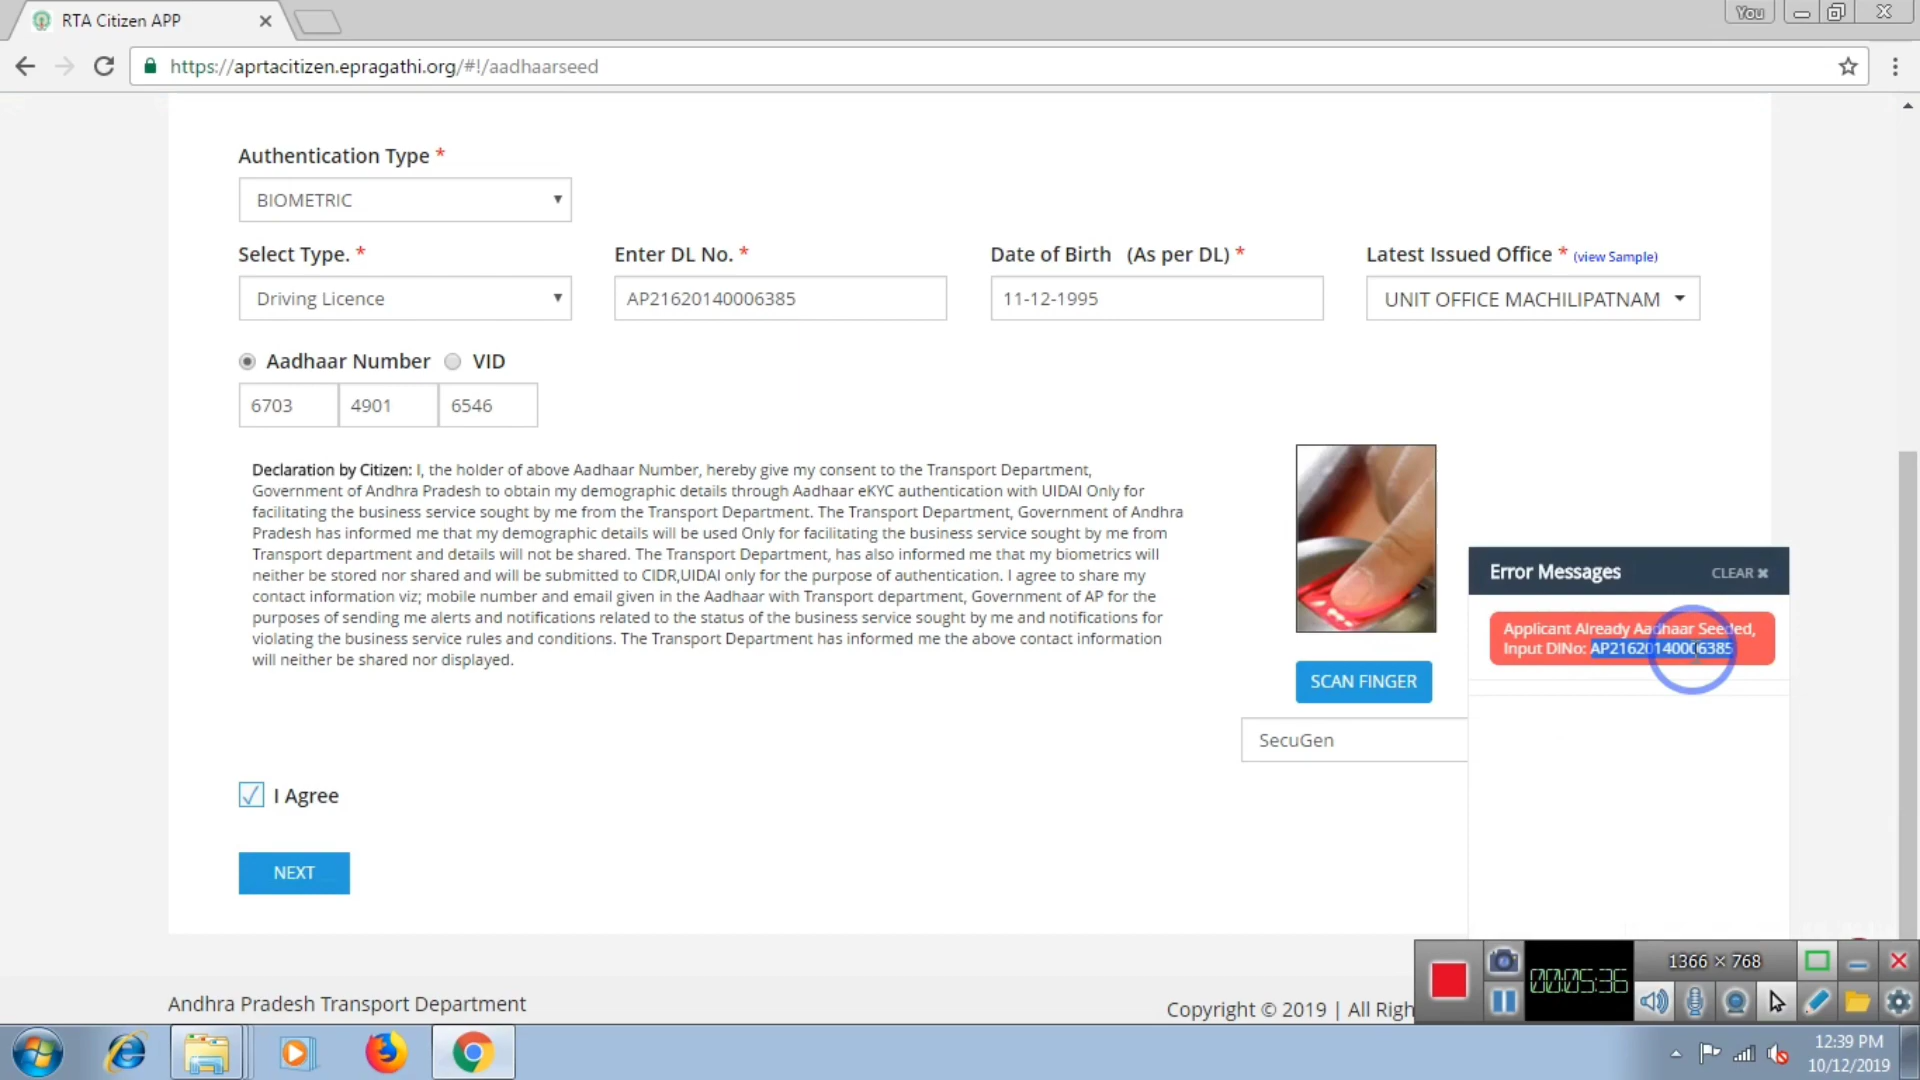 RTA Citizen APP
You
https://aprtacitizen.epragathi.org/#!/aadhaarseed
Authentication Type *
BIOMETRIC
Select Type. *
Enter DL No. *
Date of Birth (As per DL) *
Latest Issued Office * (view Sample)
Driving Licence
AP21620140006385
11-12-1995
UNIT OFFICE MACHILIPATNAM
Aadhaar Number
VID
6703
4901
6546
Declaration by Citizen: I, the holder of above Aadhaar Number, hereby give my consent to the Transport Department,
Government of Andhra Pradesh to obtain my demographic details through Aadhaar eKYC authentication with UIDAI Only for
facilitating the business service sought by me from the Transport Department. The Transport Department, Government of Andhra
Pradesh has informed me that my demographic details will be used Only for facilitating the business service sought by me from
Transport department and details will not be shared. The Transport Department, has also informed me that my biometrics will
neither be stored nor shared and will be submitted to CIDR,UIDAI only for the purpose of authentication. I agree to share my
contact information viz; mobile number and email given in the Aadhaar with Transport department, Government of AP for the
purposes of sending me alerts and notifications related to the status of the business service sought by me and notifications for
violating the business service rules and conditions. The Transport Department has informed me the above contact information
will neither be shared nor displayed.
SCAN FINGER
SecuGen
Error Messages
CLEAR ✖
Applicant Already Aadhaar Seeded,
Input DlNo: AP21620140006385
I Agree
NEXT
Andhra Pradesh Transport Department
Copyright © 2019 | All Righ
00:05:36
1366 × 768
12:39 PM
10/12/2019